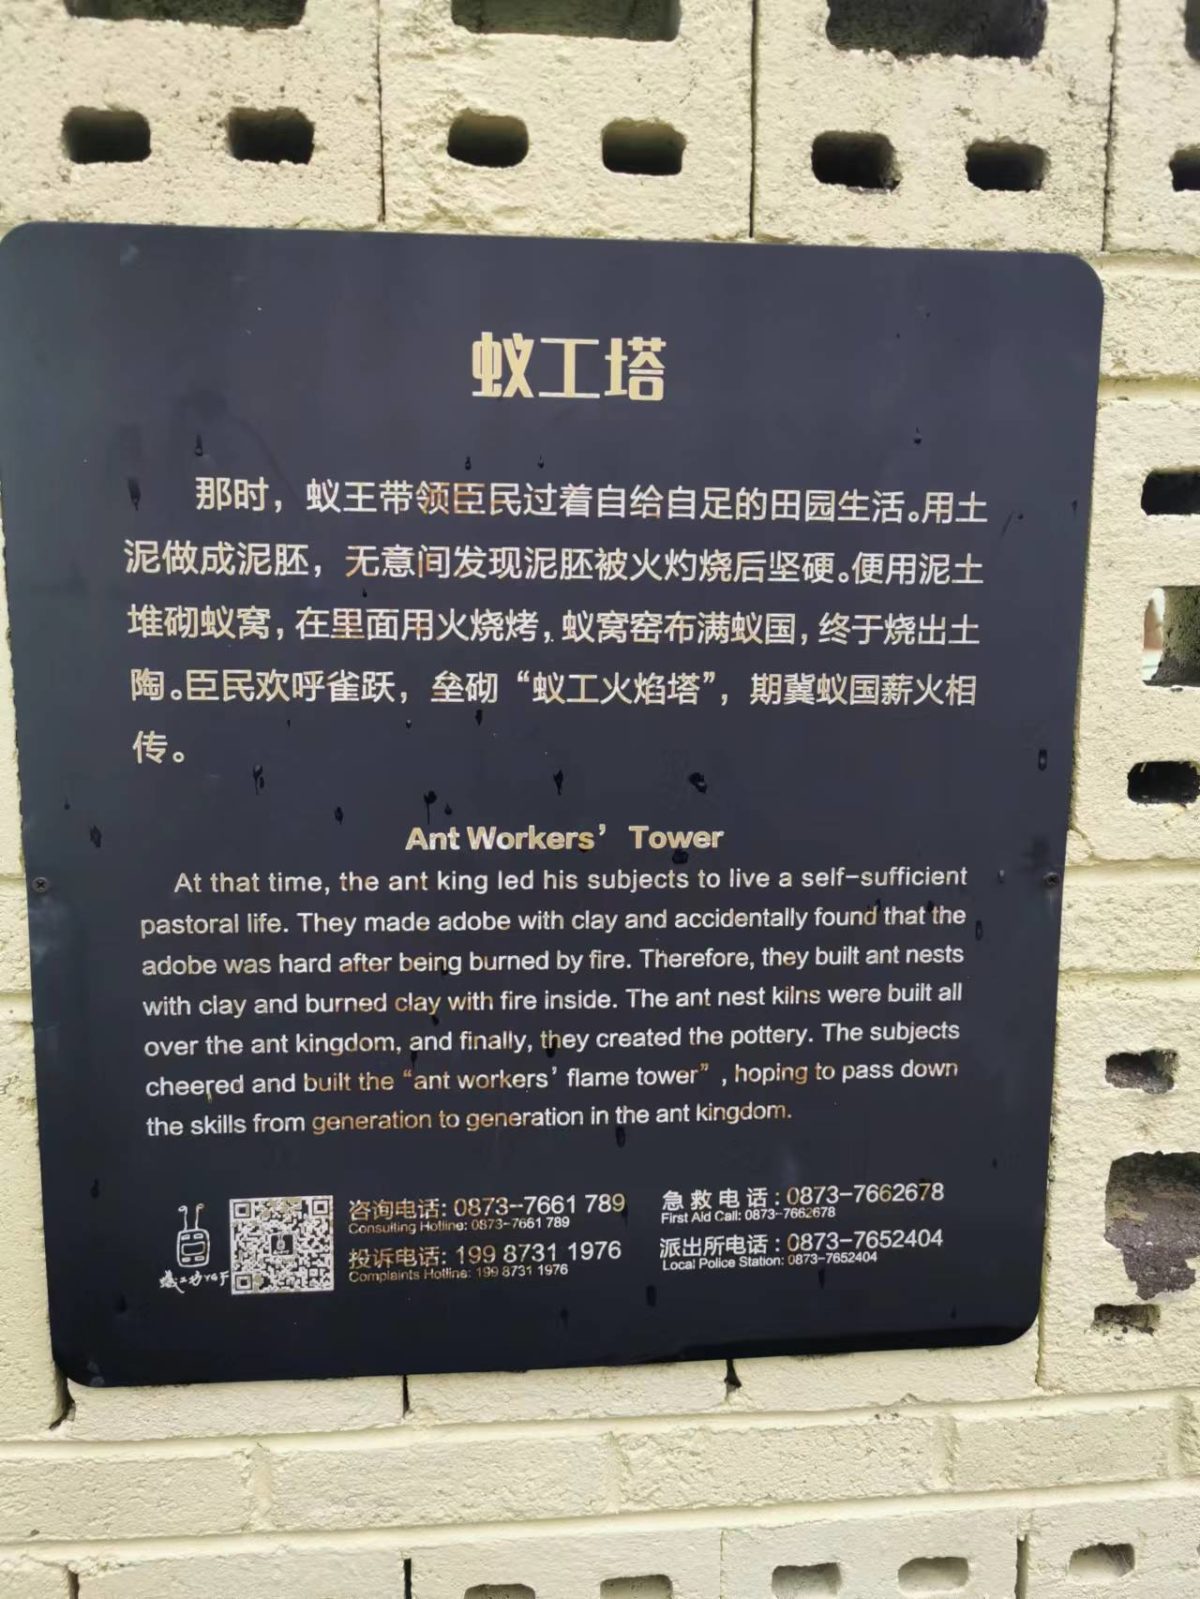 蚁工塔
那时，蚁王带领臣民过着自给自足的田园生活。用土
泥做成泥胚，无意间发现泥胚被火灼烧后坚硬。便用泥土
堆砌蚁窝，在里面用火烧烤，蚁窝窑布满蚁国，终于烧出土
陶。臣民欢呼雀跃，垒砌“蚁工火焰塔”，期冀蚁国薪火相
传。
Ant Workers’ Tower
At that time, the ant king led his subjects to live a self-sufficient
pastoral life. They made adobe with clay and accidentally found that the
adobe was hard after being burned by fire. Therefore, they built ant nests
with clay and burned clay with fire inside. The ant nest kilns were built all
over the ant kingdom, and finally, they created the pottery. The subjects
cheered and built the “ant workers’ flame tower” , hoping to pass down
the skills from generation to generation in the ant kingdom.
咨询电话: 0873-7661 789
Consulting Hotline: 0873-7661 789
投诉电话: 199 8731 1976
Complaints Hotline: 199 8731 1976
急救电话: 0873-7662678
First Aid Call: 0873-7662678
派出所电话: 0873-7652404
Local Police Station: 0873-7652404